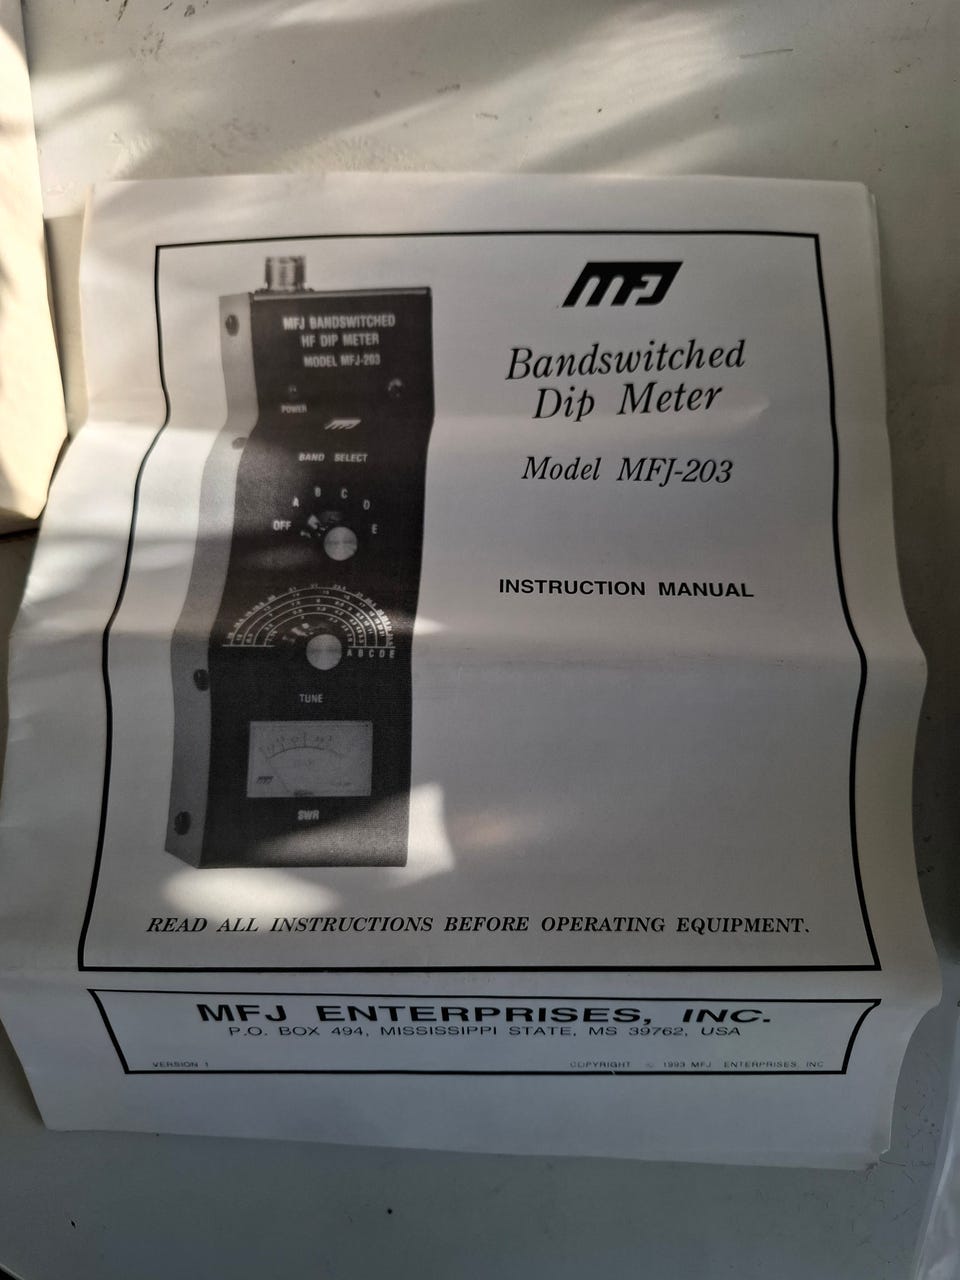 MFJ
Bandswitched
Dip Meter
Model MFJ-203
INSTRUCTION MANUAL
MFJ BANDSWITCHED
HF DIP METER
MODEL MFJ-203
POWER
MFJ
BAND SELECT
OFF A B C D E
A B C D E
TUNE
SWR
READ ALL INSTRUCTIONS BEFORE OPERATING EQUIPMENT.
MFJ ENTERPRISES, INC.
P.O. BOX 494, MISSISSIPPI STATE, MS 39762, USA
VERSION 1
COPYRIGHT © 1993 MFJ ENTERPRISES, INC